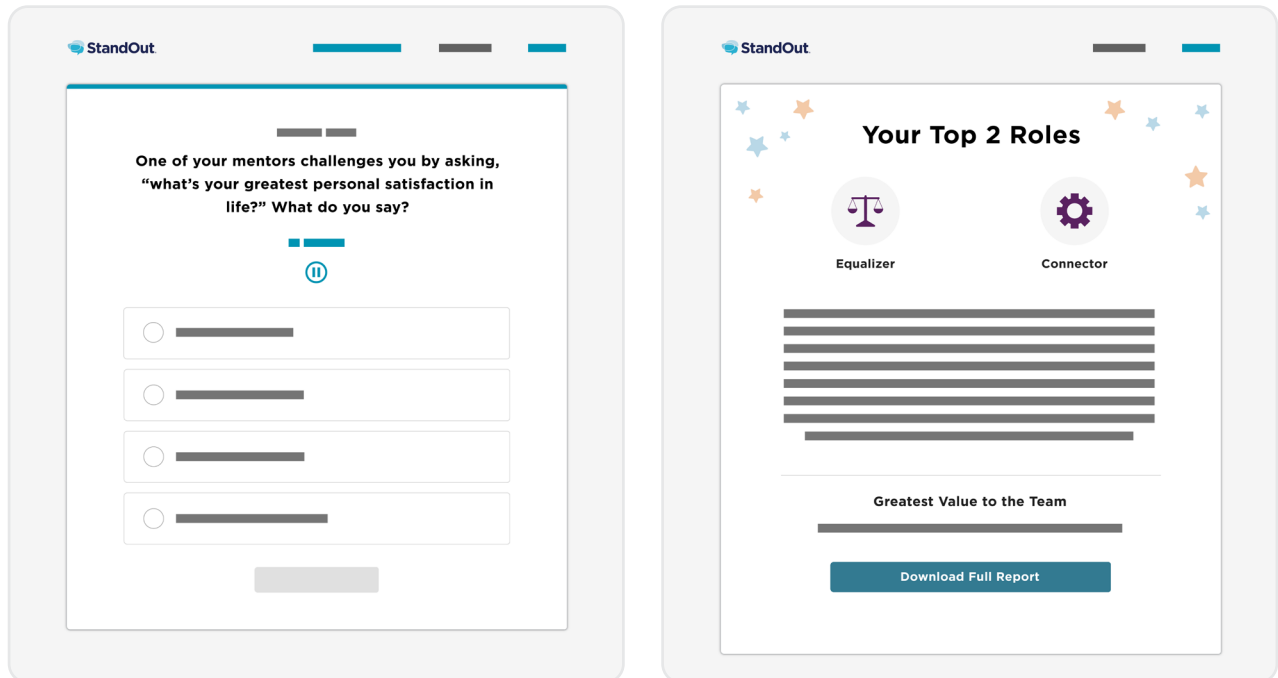 StandOut.
One of your mentors challenges you by asking,
“what’s your greatest personal satisfaction in
life?” What do you say?
StandOut.
Your Top 2 Roles
Equalizer
Connector
Greatest Value to the Team
Download Full Report